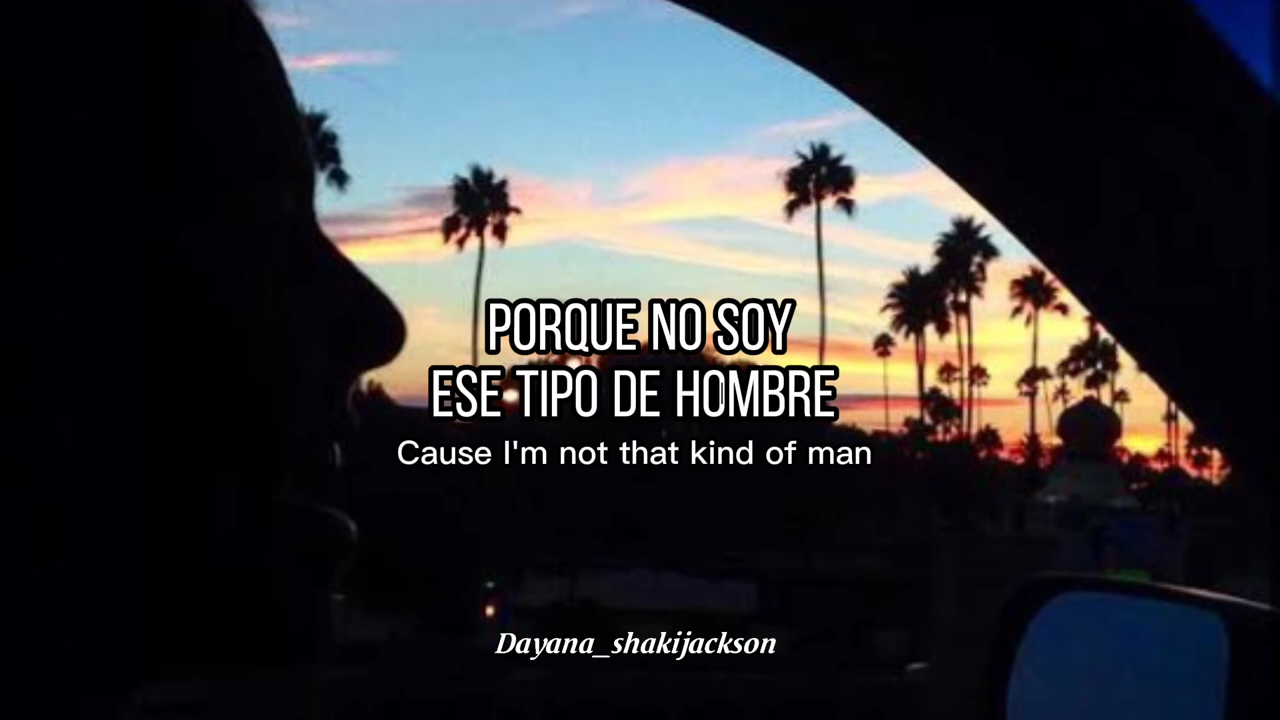 PORQUE NO SOY
ESE TIPO DE HOMBRE
Cause I'm not that kind of man
Dayana_shakijackson